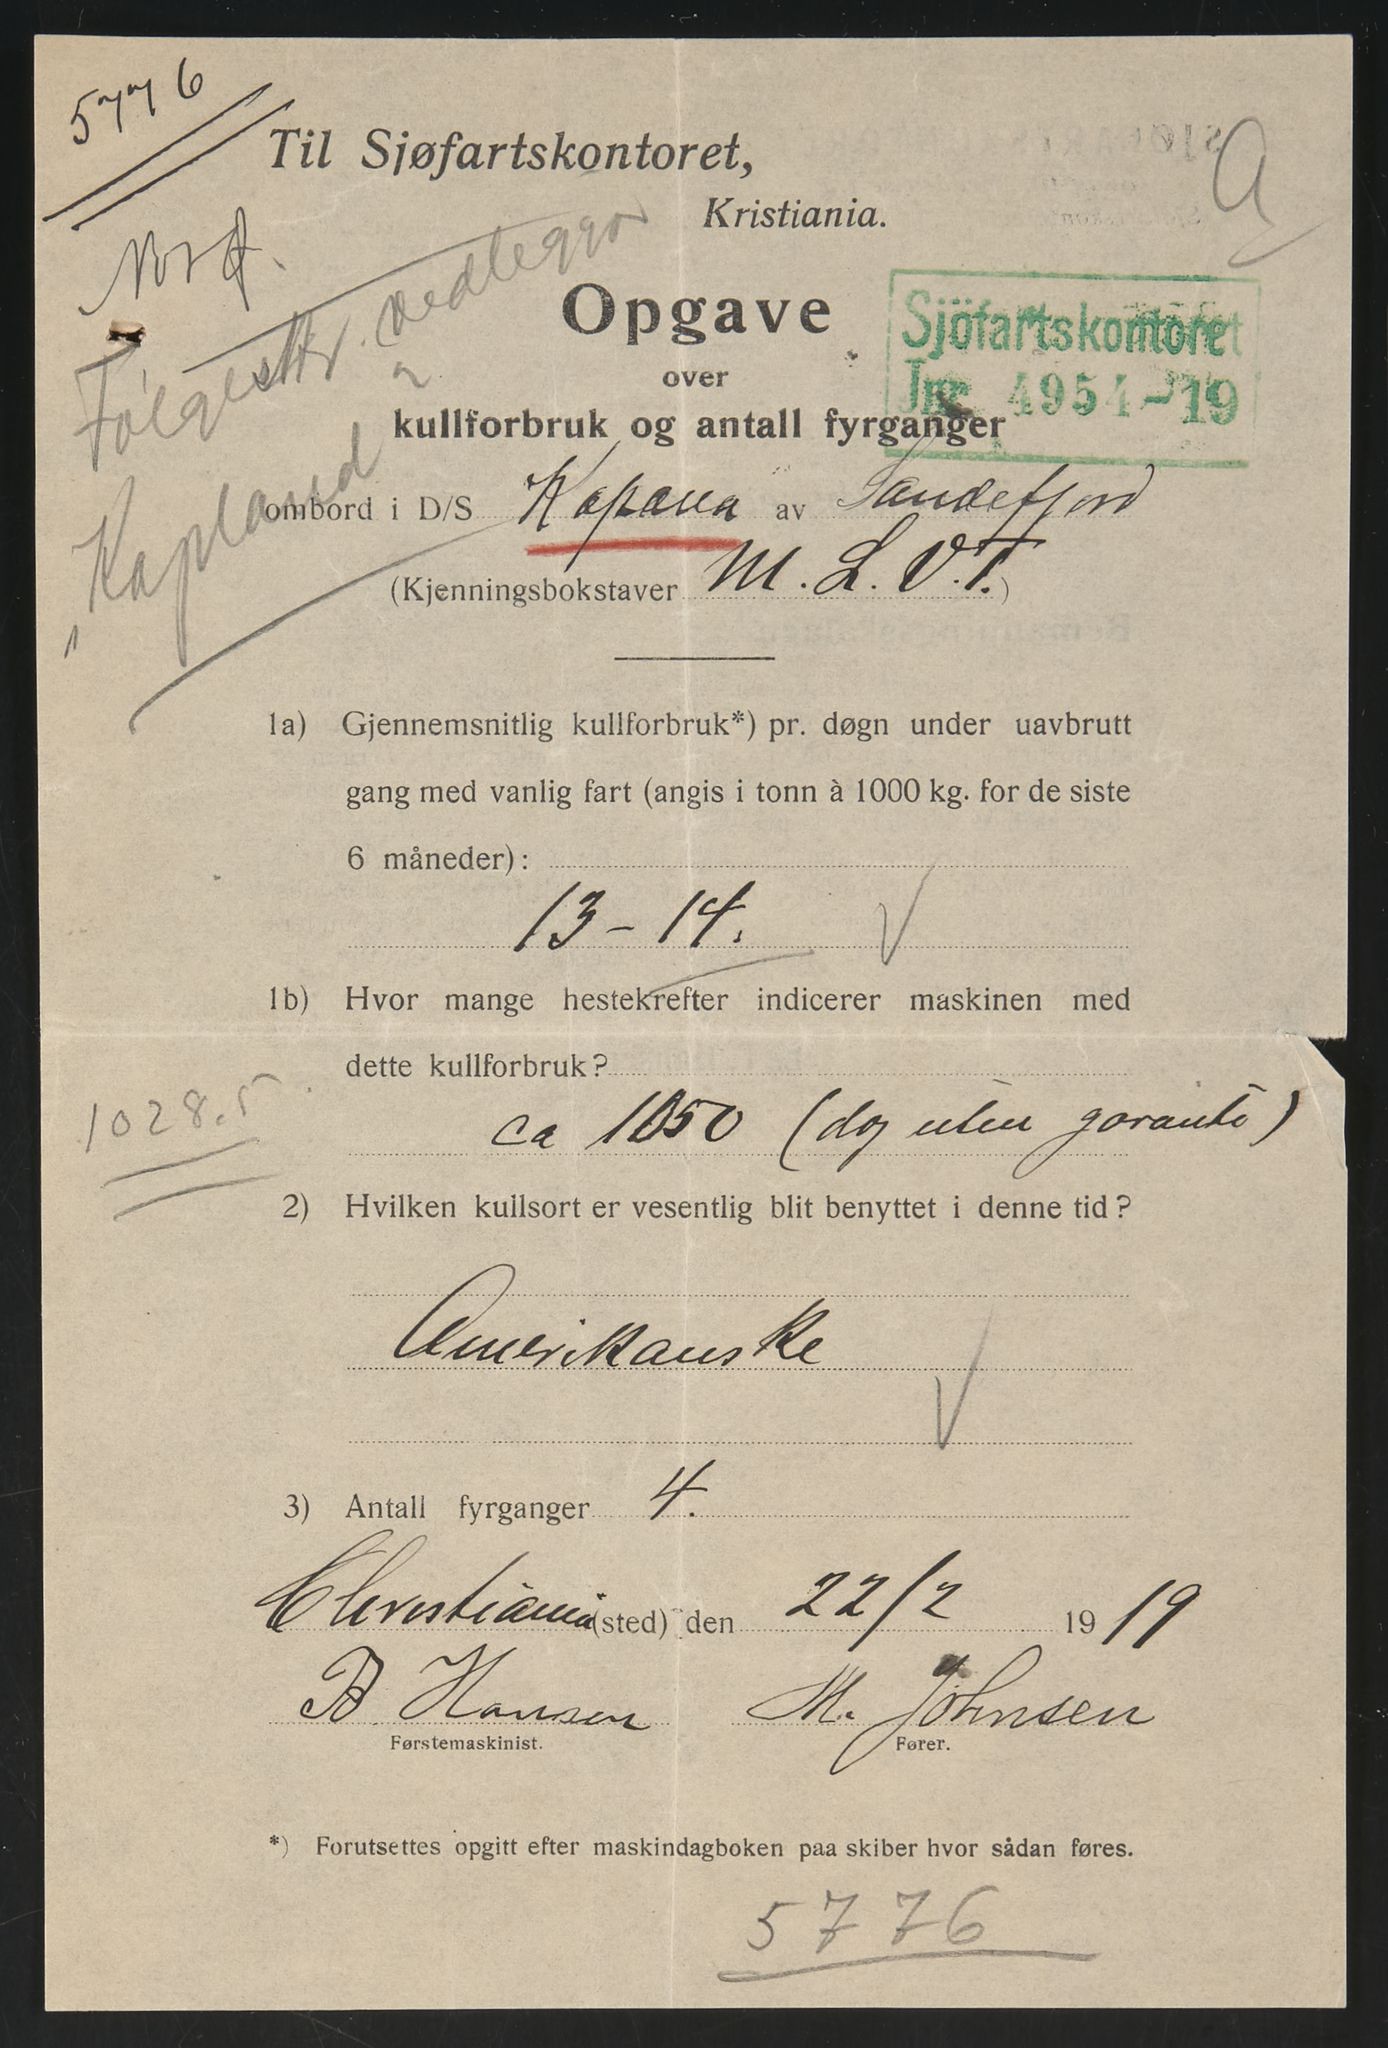 5776
Til Sjøfartskontoret,
Kristiania.
Følgeskr. vedlegger
"Kapland"
Opgave
over
kullforbruk og antall fyrganger
Sjöfartskontoret
Jnr. 4954-19
ombord i D/S Kapana av Sandefjord
(Kjenningsbokstaver M. L. V. T.)
1a) Gjennemsnitlig kullforbruk*) pr. døgn under uavbrutt
gang med vanlig fart (angis i tonn à 1000 kg. for de siste
6 måneder):
13 - 14.
1b) Hvor mange hestekrefter indicerer maskinen med
dette kullforbruk?
1028.5
ca 1050 (dog uten garanti)
2) Hvilken kullsort er vesentlig blit benyttet i denne tid?
Amerikanske
3) Antall fyrganger 4.
Christiania (sted) den 22/2 1919
B. Hansen M. Johnsen
Førstemaskinist. Fører.
*) Forutsettes opgitt efter maskindagboken paa skiber hvor sådan føres.
5776